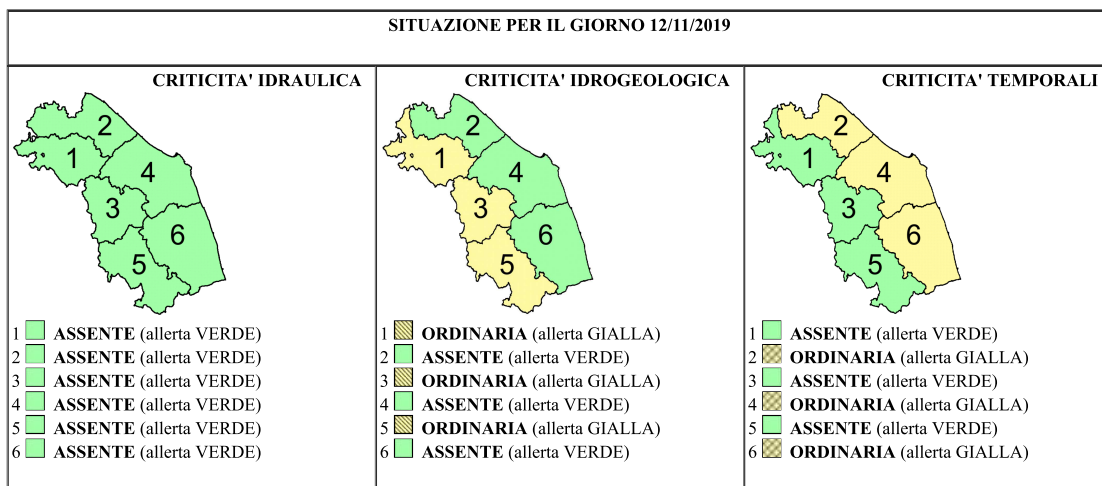 SITUAZIONE PER IL GIORNO 12/11/2019
CRITICITA' IDRAULICA
2
1
4
3
6
5
1 ASSENTE (allerta VERDE)
2 ASSENTE (allerta VERDE)
3 ASSENTE (allerta VERDE)
4 ASSENTE (allerta VERDE)
5 ASSENTE (allerta VERDE)
6 ASSENTE (allerta VERDE)
CRITICITA' IDROGEOLOGICA
2
1
4
3
6
5
1 ORDINARIA (allerta GIALLA)
2 ASSENTE (allerta VERDE)
3 ORDINARIA (allerta GIALLA)
4 ASSENTE (allerta VERDE)
5 ORDINARIA (allerta GIALLA)
6 ASSENTE (allerta VERDE)
CRITICITA' TEMPORALI
2
1
4
3
6
5
1 ASSENTE (allerta VERDE)
2 ORDINARIA (allerta GIALLA)
3 ASSENTE (allerta VERDE)
4 ORDINARIA (allerta GIALLA)
5 ASSENTE (allerta VERDE)
6 ORDINARIA (allerta GIALLA)